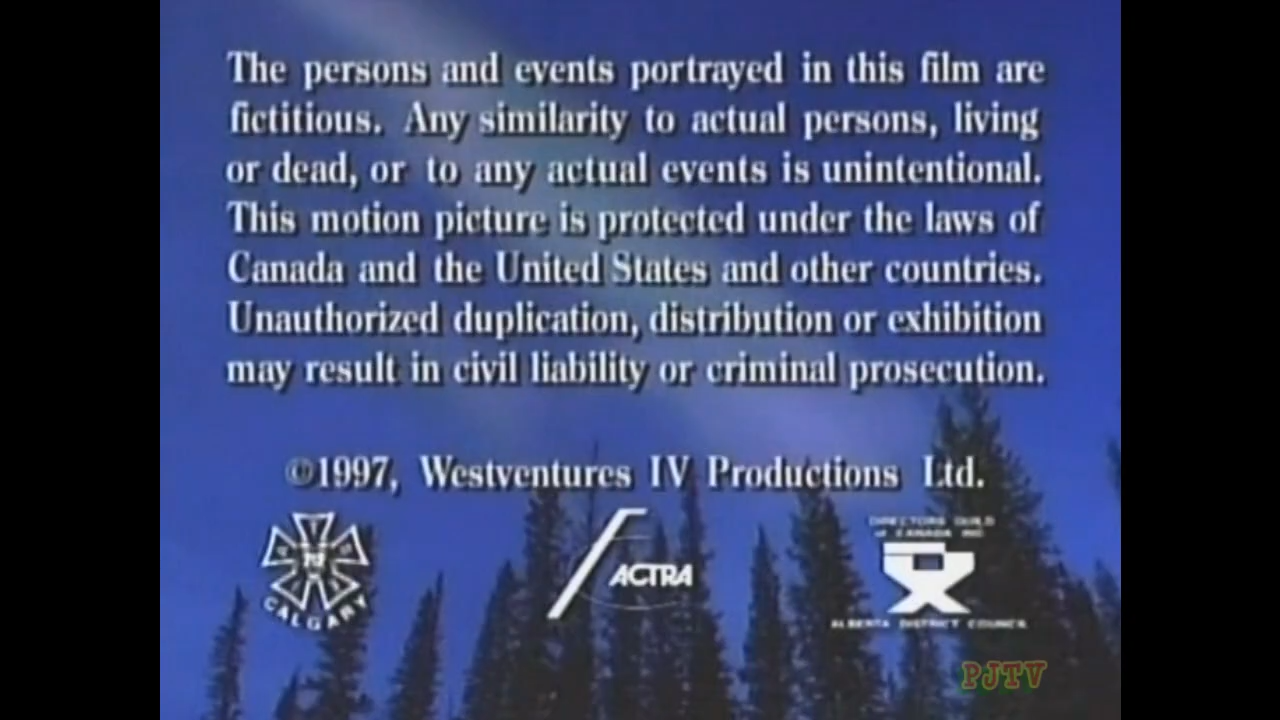 The persons and events portrayed in this film are
fictitious. Any similarity to actual persons, living
or dead, or to any actual events is unintentional.
This motion picture is protected under the laws of
Canada and the United States and other countries.
Unauthorized duplication, distribution or exhibition
may result in civil liability or criminal prosecution.
©1997, Westventures IV Productions Ltd.
CALGARY
ACTRA
DIRECTORS GUILD
of CANADA INC
ALBERTA DISTRICT COUNCIL
PJTV